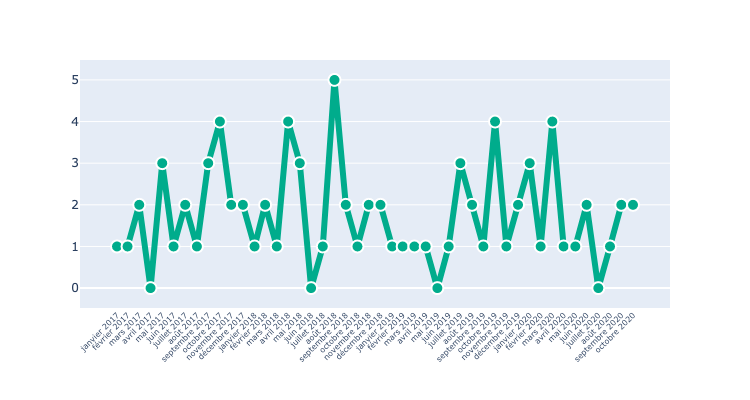 5
4
3
2
1
0
janvier 2017
février 2017
mars 2017
avril 2017
mai 2017
juin 2017
juillet 2017
août 2017
septembre 2017
octobre 2017
novembre 2017
décembre 2017
janvier 2018
février 2018
mars 2018
avril 2018
mai 2018
juin 2018
juillet 2018
août 2018
septembre 2018
octobre 2018
novembre 2018
décembre 2018
janvier 2019
février 2019
mars 2019
avril 2019
mai 2019
juin 2019
juillet 2019
août 2019
septembre 2019
octobre 2019
novembre 2019
décembre 2019
janvier 2020
février 2020
mars 2020
avril 2020
mai 2020
juin 2020
juillet 2020
août 2020
septembre 2020
octobre 2020